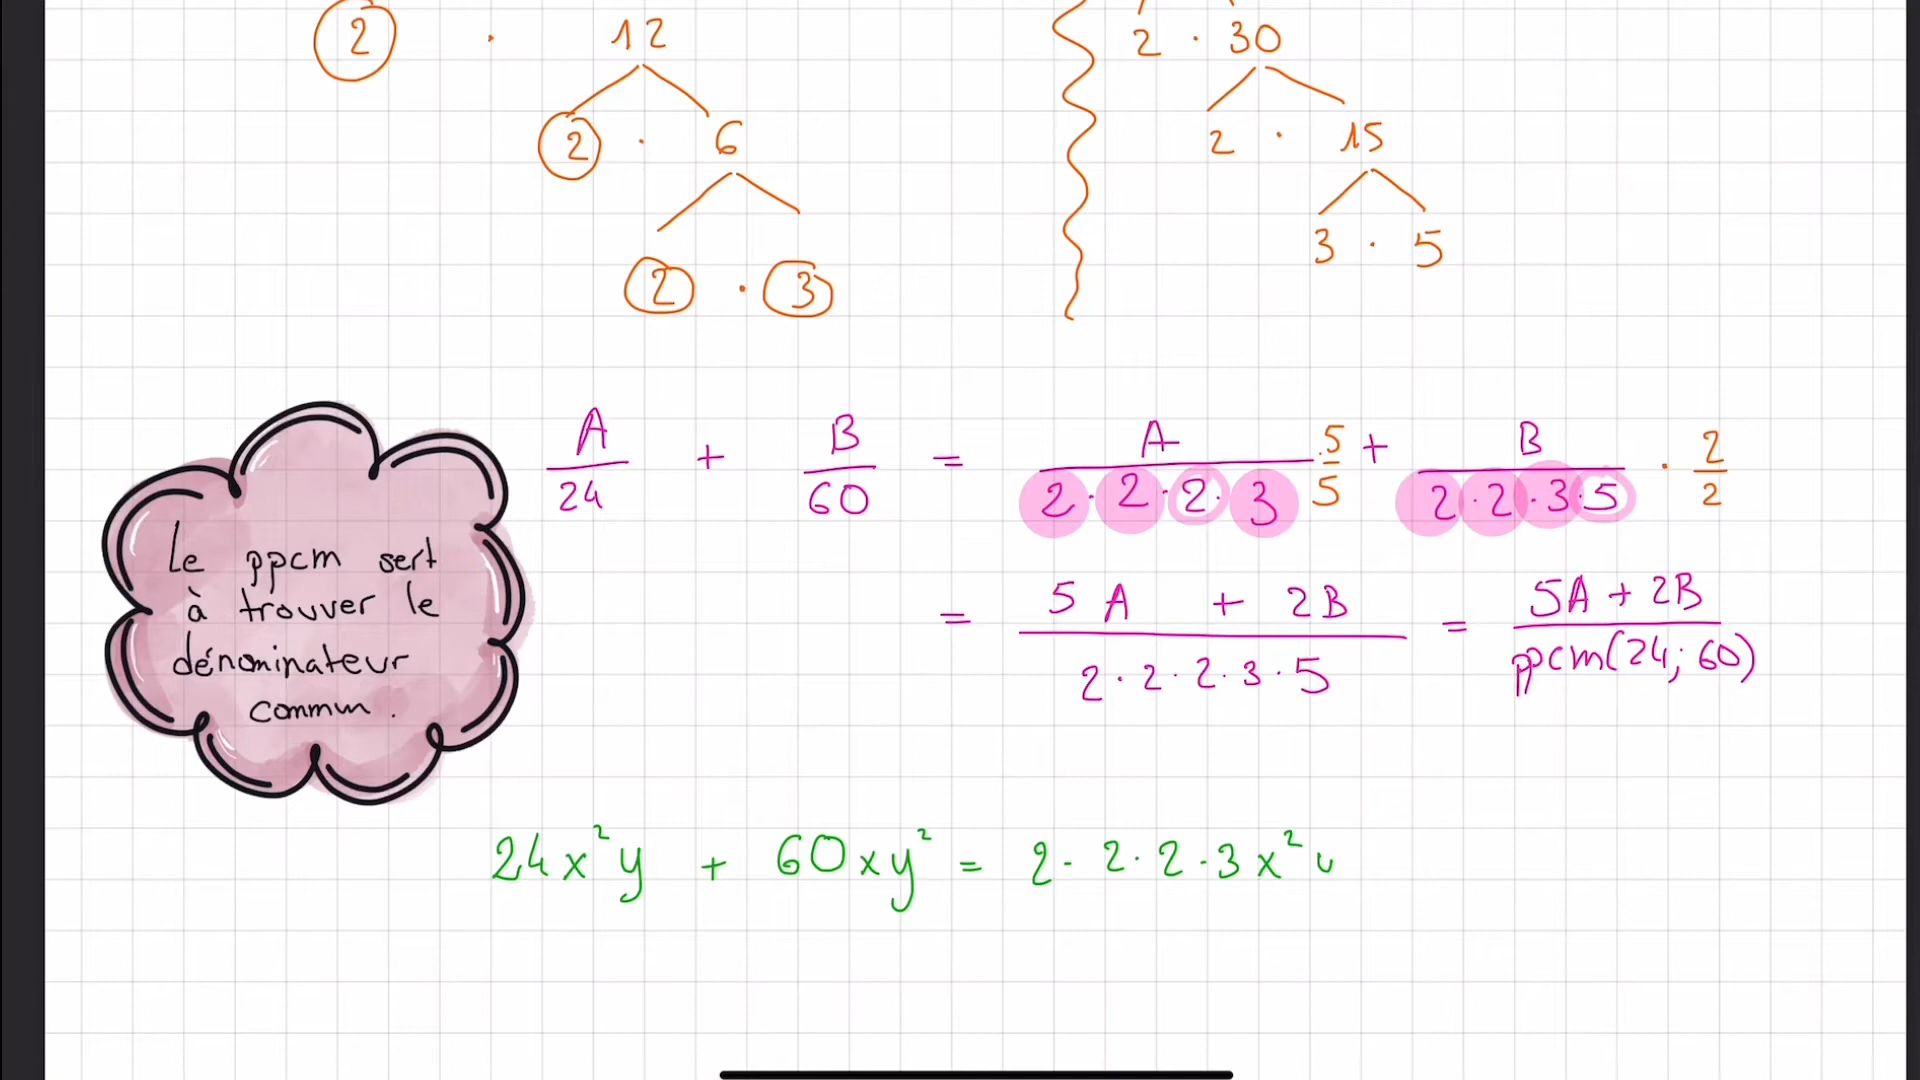 2 · 12
2 · 30
2 · 6
2 · 15
3 · 5
2 · 3
A/24 + B/60 = A/(2·2·2·3) · 5/5 + B/(2·2·3·5) · 2/2
= (5A + 2B)/(2·2·2·3·5) = (5A + 2B)/ppcm(24; 60)
Le ppcm sert
à trouver le
dénominateur
commun.
24x²y + 60xy² = 2·2·2·3x²